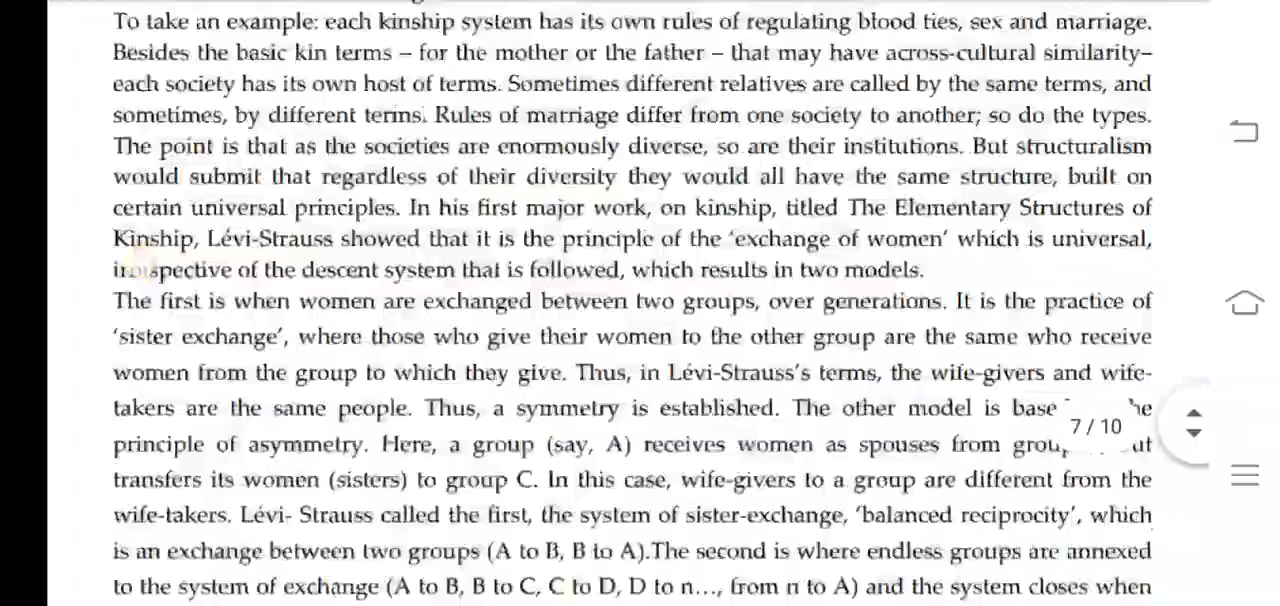 To take an example: each kinship system has its own rules of regulating blood ties, sex and marriage.
Besides the basic kin terms – for the mother or the father – that may have across-cultural similarity–
each society has its own host of terms. Sometimes different relatives are called by the same terms, and
sometimes, by different terms. Rules of marriage differ from one society to another; so do the types.
The point is that as the societies are enormously diverse, so are their institutions. But structuralism
would submit that regardless of their diversity they would all have the same structure, built on
certain universal principles. In his first major work, on kinship, titled The Elementary Structures of
Kinship, Lévi-Strauss showed that it is the principle of the ‘exchange of women’ which is universal,
irrespective of the descent system that is followed, which results in two models.
The first is when women are exchanged between two groups, over generations. It is the practice of
‘sister exchange’, where those who give their women to the other group are the same who receive
women from the group to which they give. Thus, in Lévi-Strauss’s terms, the wife-givers and wife-
takers are the same people. Thus, a symmetry is established. The other model is
principle of asymmetry. Here, a group (say, A) receives women as spouses from
transfers its women (sisters) to group C. In this case, wife-givers to a group are different from the
wife-takers. Lévi- Strauss called the first, the system of sister-exchange, ‘balanced reciprocity’, which
is an exchange between two groups (A to B, B to A).The second is where endless groups are annexed
to the system of exchange (A to B, B to C, C to D, D to n..., from n to A) and the system closes when
7 / 10